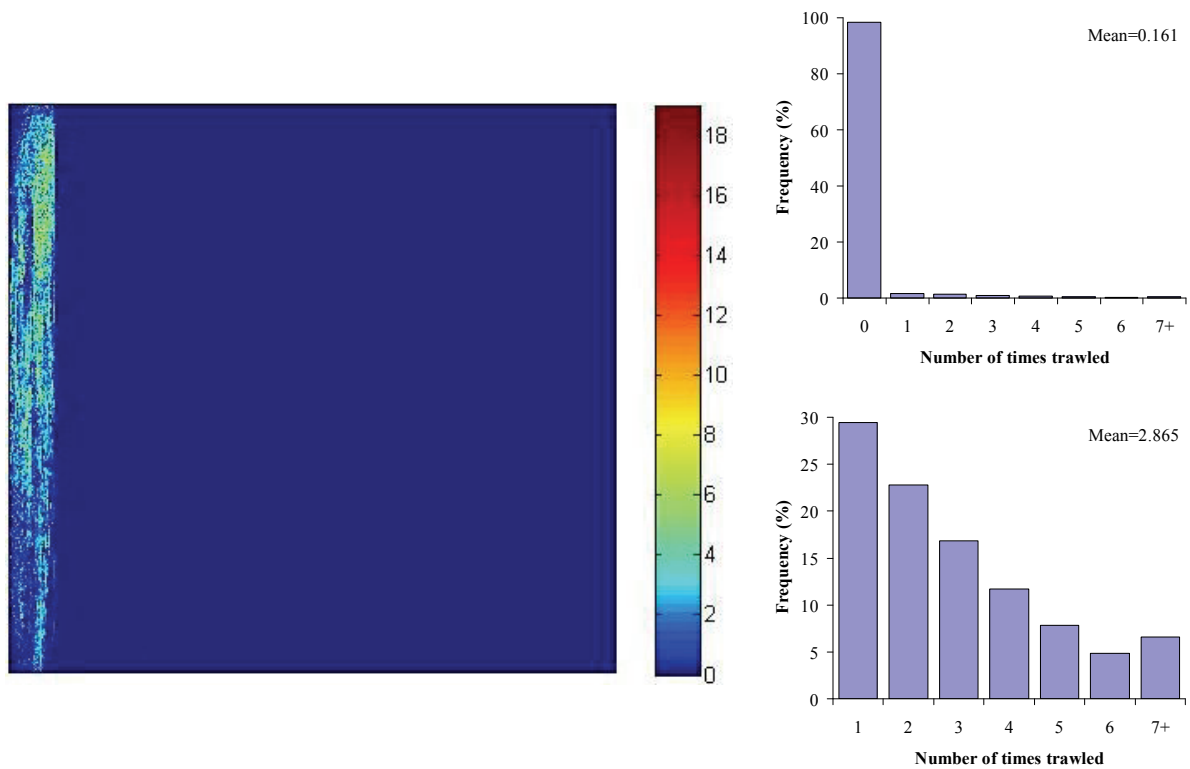 18
16
14
12
10
8
6
4
2
0
100
80
60
40
20
0
Frequency (%)
Mean=0.161
0 1 2 3 4 5 6 7+
Number of times trawled
30
25
20
15
10
5
0
Frequency (%)
Mean=2.865
1 2 3 4 5 6 7+
Number of times trawled